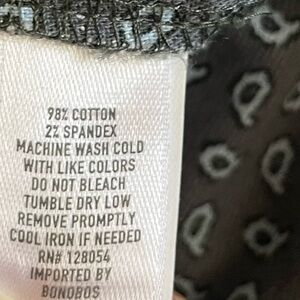 98% COTTON
2% SPANDEX
MACHINE WASH COLD
WITH LIKE COLORS
DO NOT BLEACH
TUMBLE DRY LOW
REMOVE PROMPTLY
COOL IRON IF NEEDED
RN# 128054
IMPORTED BY
BONOBOS